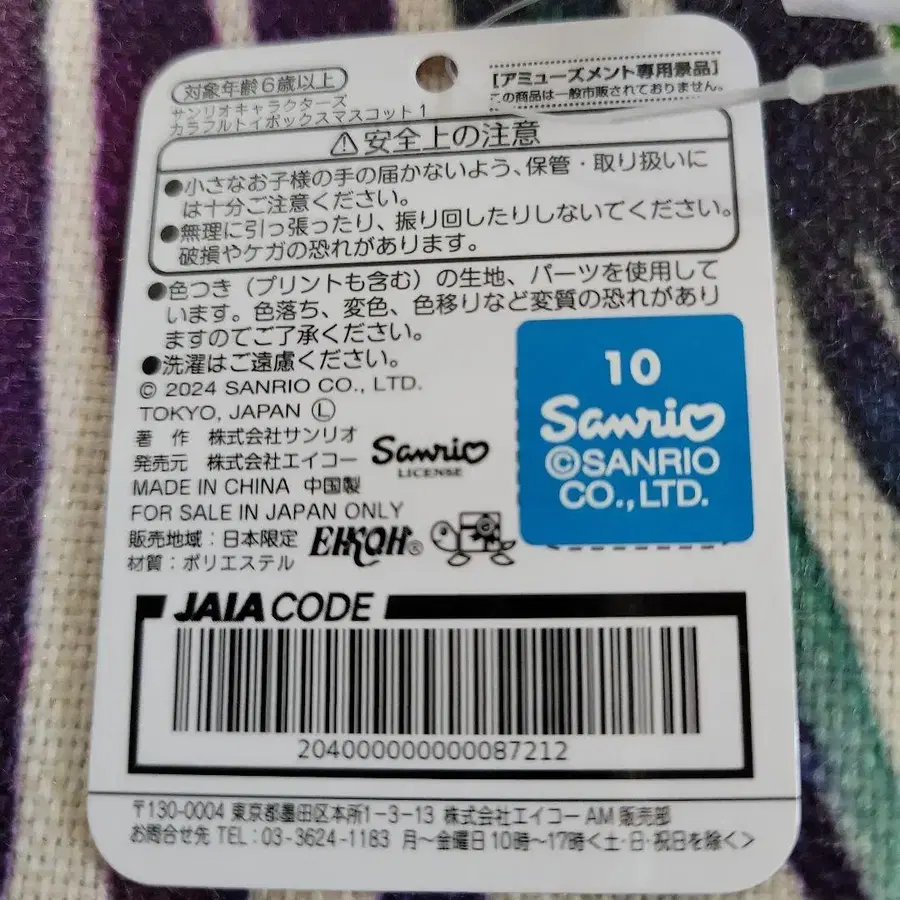 対象年齢6歳以上
サンリオキャラクターズ
カラフルトイボックスマスコット1
[アミューズメント専用景品]
この商品は一般市販されておりません。
⚠安全上の注意
●小さなお子様の手の届かないよう、保管・取り扱いに
は十分ご注意ください。
●無理に引っ張ったり、振り回したりしないでください。
破損やケガの恐れがあります。
●色つき(プリントも含む)の生地、パーツを使用して
います。色落ち、変色、色移りなど変質の恐れがあり
ますのでご了承ください。
●洗濯はご遠慮ください。
© 2024 SANRIO CO., LTD.
TOKYO, JAPAN Ⓛ
著 作 株式会社サンリオ
発売元 株式会社エイコー
Sanrio
LICENSE
MADE IN CHINA 中国製
FOR SALE IN JAPAN ONLY
販売地域:日本限定
材質:ポリエステル
EIKOH®
10
Sanrio
©SANRIO
CO.,LTD.
JAIA CODE
204000000000087212
〒130-0004 東京都墨田区本所1-3-13 株式会社エイコー AM販売部
お問合せ先 TEL:03-3624-1183 月~金曜日10時~17時<土・日・祝日を除く>